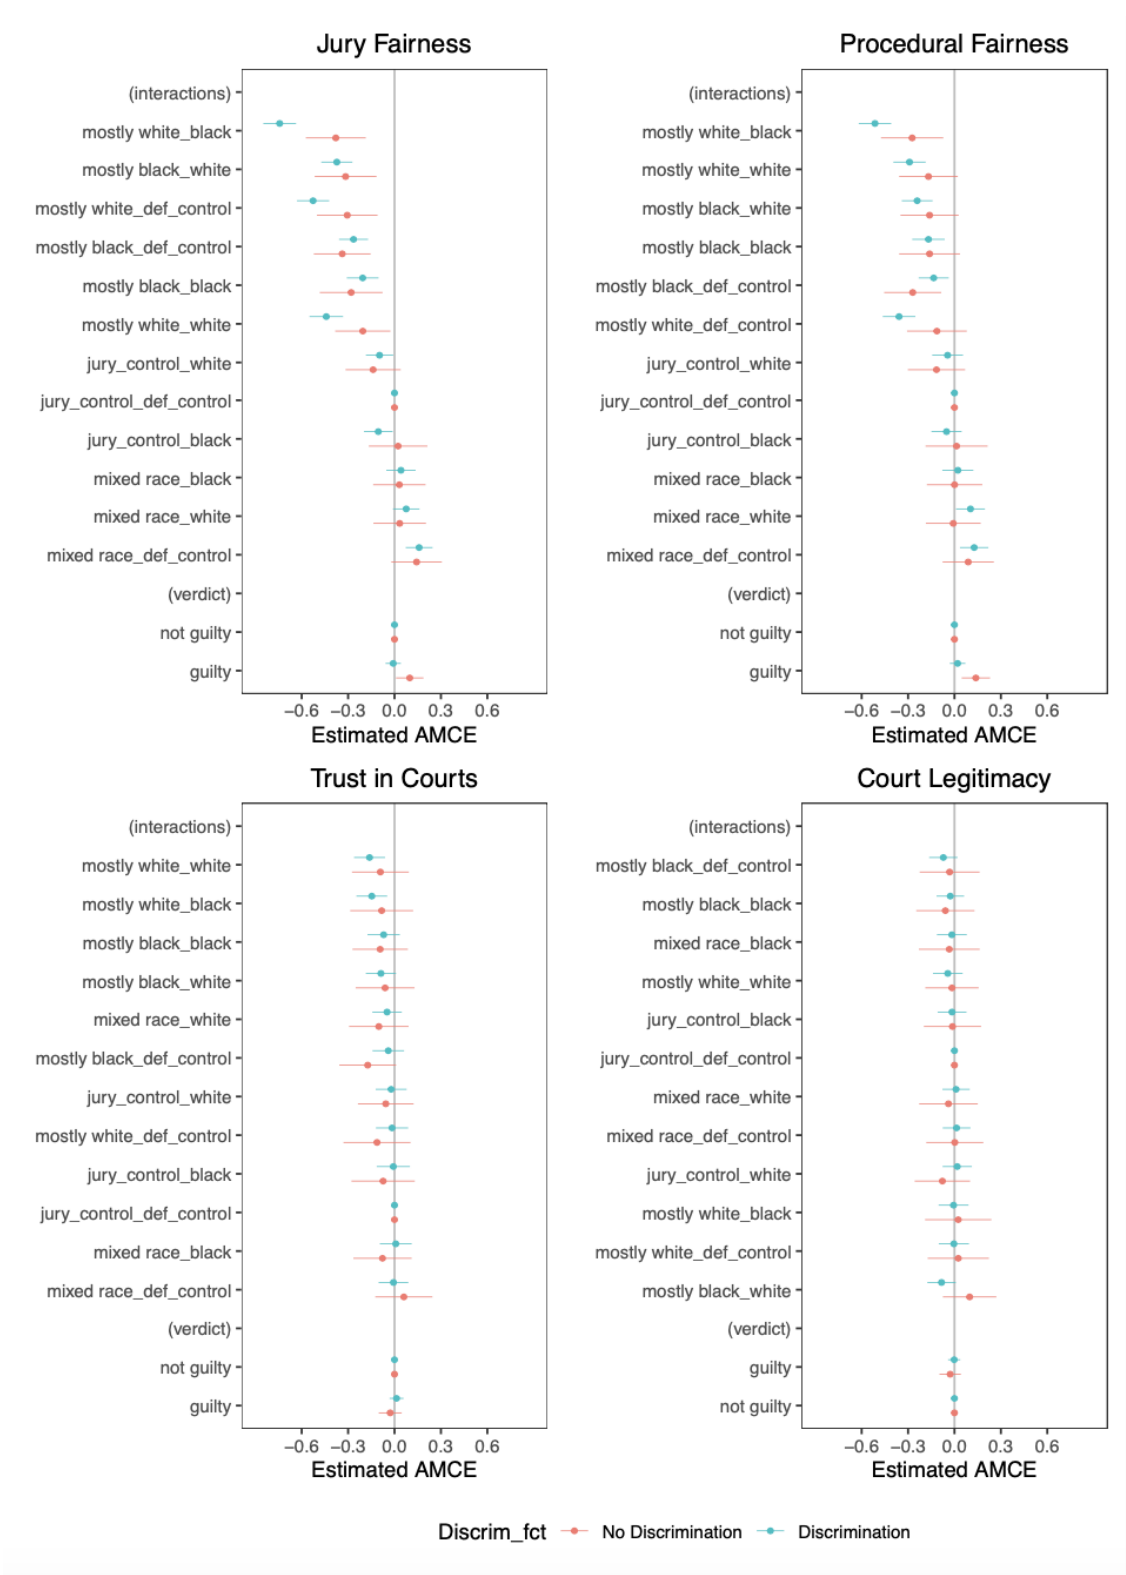 Jury Fairness
(interactions)
mostly white_black
mostly black_white
mostly white_def_control
mostly black_def_control
mostly black_black
mostly white_white
jury_control_white
jury_control_def_control
jury_control_black
mixed race_black
mixed race_white
mixed race_def_control
(verdict)
not guilty
guilty
−0.6 −0.3 0.0 0.3 0.6
Estimated AMCE
Procedural Fairness
(interactions)
mostly white_black
mostly white_white
mostly black_white
mostly black_black
mostly black_def_control
mostly white_def_control
jury_control_white
jury_control_def_control
jury_control_black
mixed race_black
mixed race_white
mixed race_def_control
(verdict)
not guilty
guilty
−0.6 −0.3 0.0 0.3 0.6
Estimated AMCE
Trust in Courts
(interactions)
mostly white_white
mostly white_black
mostly black_black
mostly black_white
mixed race_white
mostly black_def_control
jury_control_white
mostly white_def_control
jury_control_black
jury_control_def_control
mixed race_black
mixed race_def_control
(verdict)
not guilty
guilty
−0.6 −0.3 0.0 0.3 0.6
Estimated AMCE
Court Legitimacy
(interactions)
mostly black_def_control
mostly black_black
mixed race_black
mostly white_white
jury_control_black
jury_control_def_control
mixed race_white
mixed race_def_control
jury_control_white
mostly white_black
mostly white_def_control
mostly black_white
(verdict)
guilty
not guilty
−0.6 −0.3 0.0 0.3 0.6
Estimated AMCE
Discrim_fct No Discrimination Discrimination